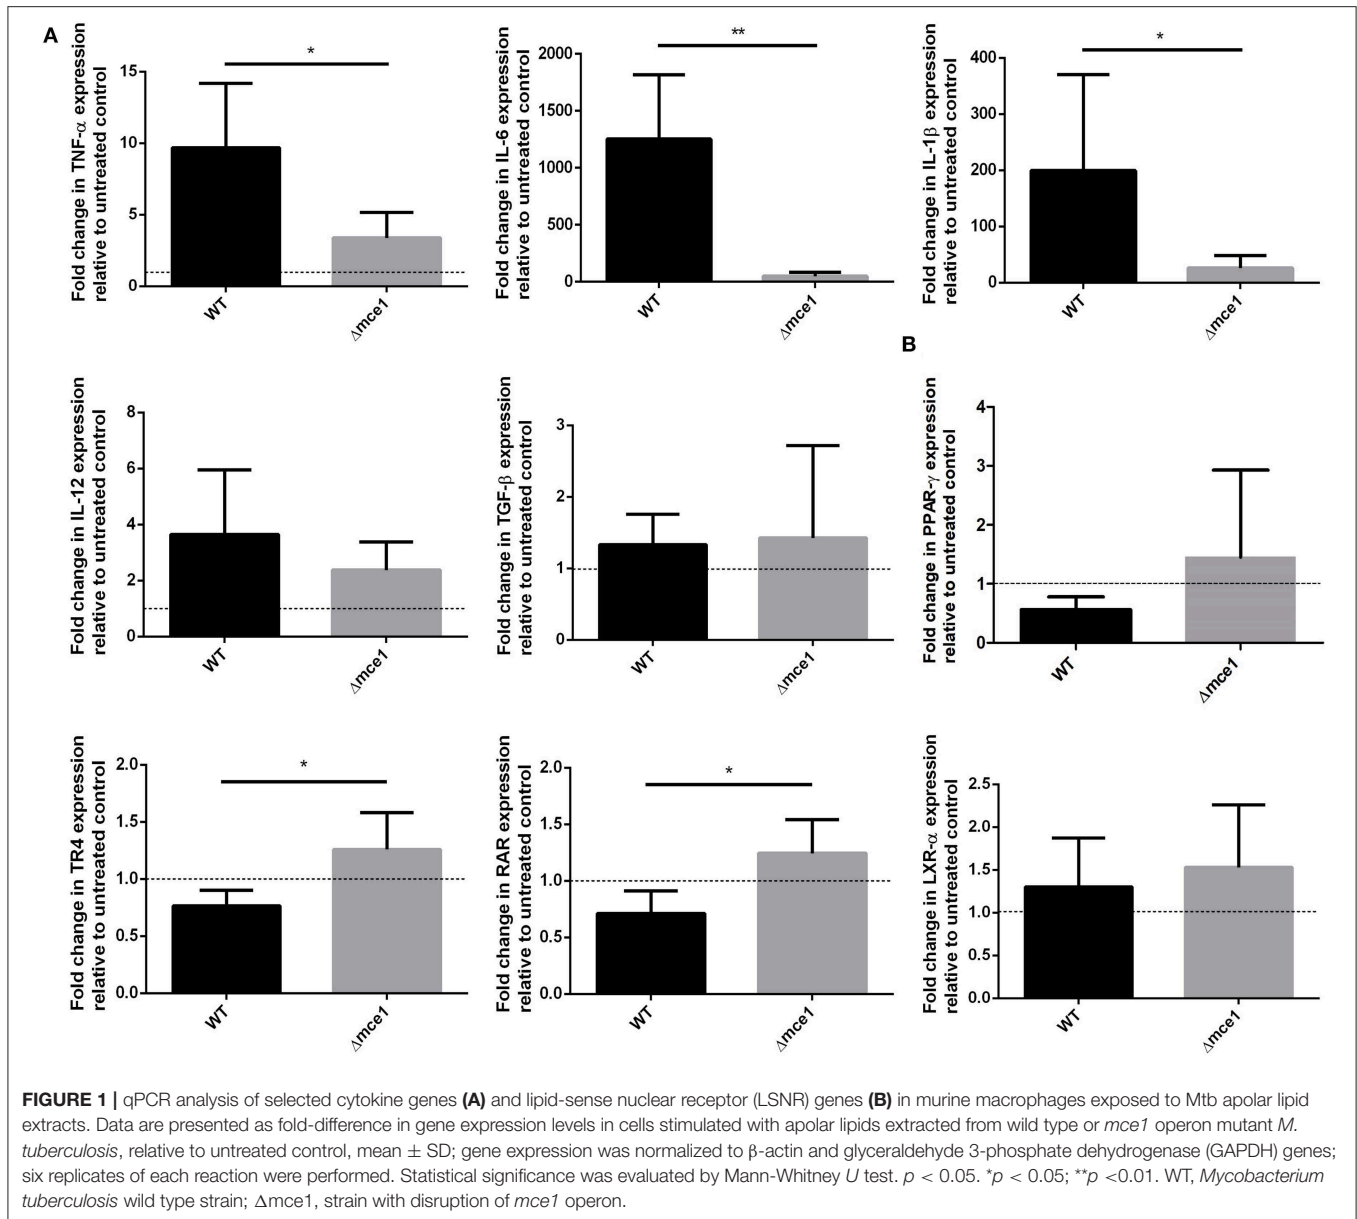 A
Fold change in TNF-α expression
relative to untreated control
15
10
5
0
*
WT
Δmce1
Fold change in IL-6 expression
relative to untreated control
2000
1500
1000
500
0
**
WT
Δmce1
Fold change in IL-1β expression
relative to untreated control
400
300
200
100
0
*
WT
Δmce1
Fold change in IL-12 expression
relative to untreated control
8
6
4
2
0
WT
Δmce1
Fold change in TGF-β expression
relative to untreated control
3
2
1
0
WT
Δmce1
B
Fold change in PPAR-γ expression
relative to untreated control
4
3
2
1
0
WT
Δmce1
Fold change in TR4 expression
relative to untreated control
2.0
1.5
1.0
0.5
0.0
*
WT
Δmce1
Fold change in RAR expression
relative to untreated control
2.0
1.5
1.0
0.5
0.0
*
WT
Δmce1
Fold change in LXR-α expression
relative to untreated control
2.5
2.0
1.5
1.0
0.5
0.0
WT
Δmce1
FIGURE 1 | qPCR analysis of selected cytokine genes (A) and lipid-sense nuclear receptor (LSNR) genes (B) in murine macrophages exposed to Mtb apolar lipid
extracts. Data are presented as fold-difference in gene expression levels in cells stimulated with apolar lipids extracted from wild type or mce1 operon mutant M.
tuberculosis, relative to untreated control, mean ± SD; gene expression was normalized to β-actin and glyceraldehyde 3-phosphate dehydrogenase (GAPDH) genes;
six replicates of each reaction were performed. Statistical significance was evaluated by Mann-Whitney U test. p < 0.05. *p < 0.05; **p <0.01. WT, Mycobacterium
tuberculosis wild type strain; Δmce1, strain with disruption of mce1 operon.